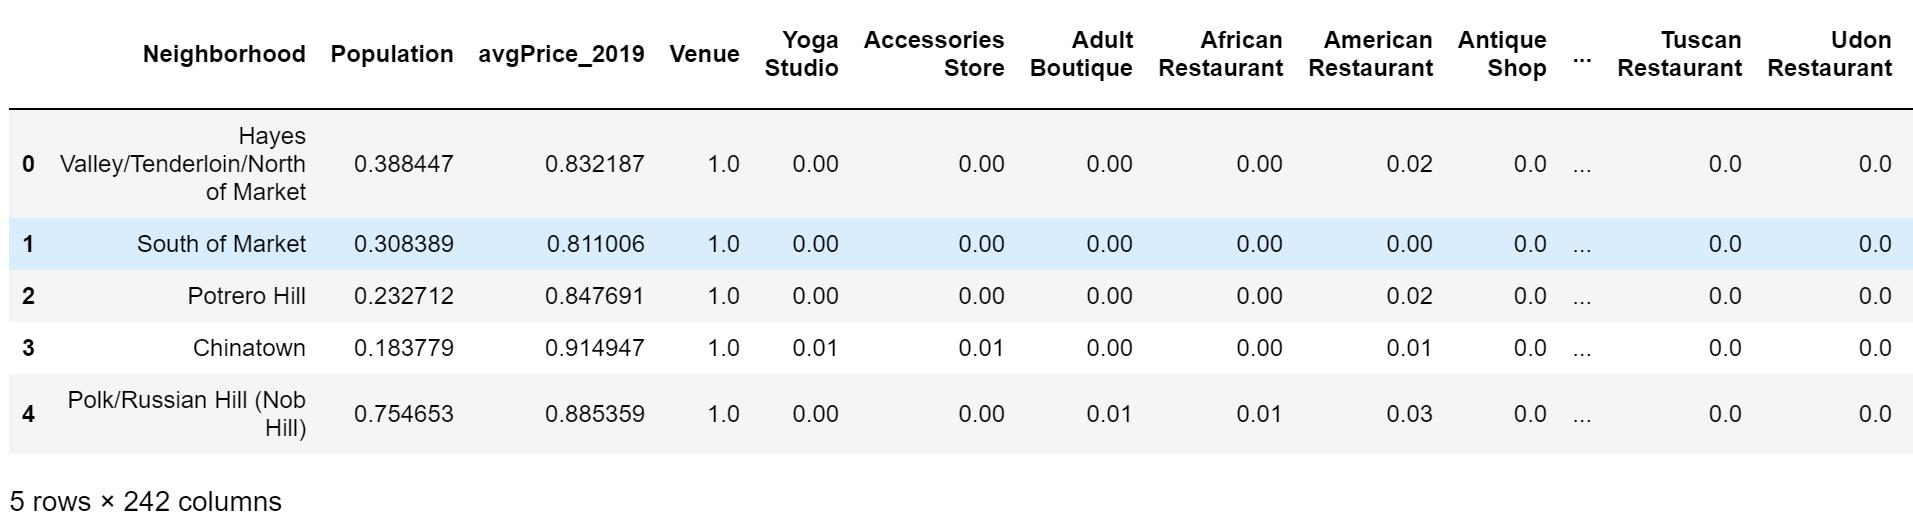 Neighborhood Population avgPrice_2019 Venue Yoga Studio Accessories Store Adult Boutique African Restaurant American Restaurant Antique Shop ... Tuscan Restaurant Udon Restaurant
0 Hayes Valley/Tenderloin/North of Market 0.388447 0.832187 1.0 0.00 0.00 0.00 0.00 0.02 0.0 ... 0.0 0.0
1 South of Market 0.308389 0.811006 1.0 0.00 0.00 0.00 0.00 0.00 0.0 ... 0.0 0.0
2 Potrero Hill 0.232712 0.847691 1.0 0.00 0.00 0.00 0.00 0.02 0.0 ... 0.0 0.0
3 Chinatown 0.183779 0.914947 1.0 0.01 0.01 0.00 0.00 0.01 0.0 ... 0.0 0.0
4 Polk/Russian Hill (Nob Hill) 0.754653 0.885359 1.0 0.00 0.00 0.01 0.01 0.03 0.0 ... 0.0 0.0
5 rows × 242 columns